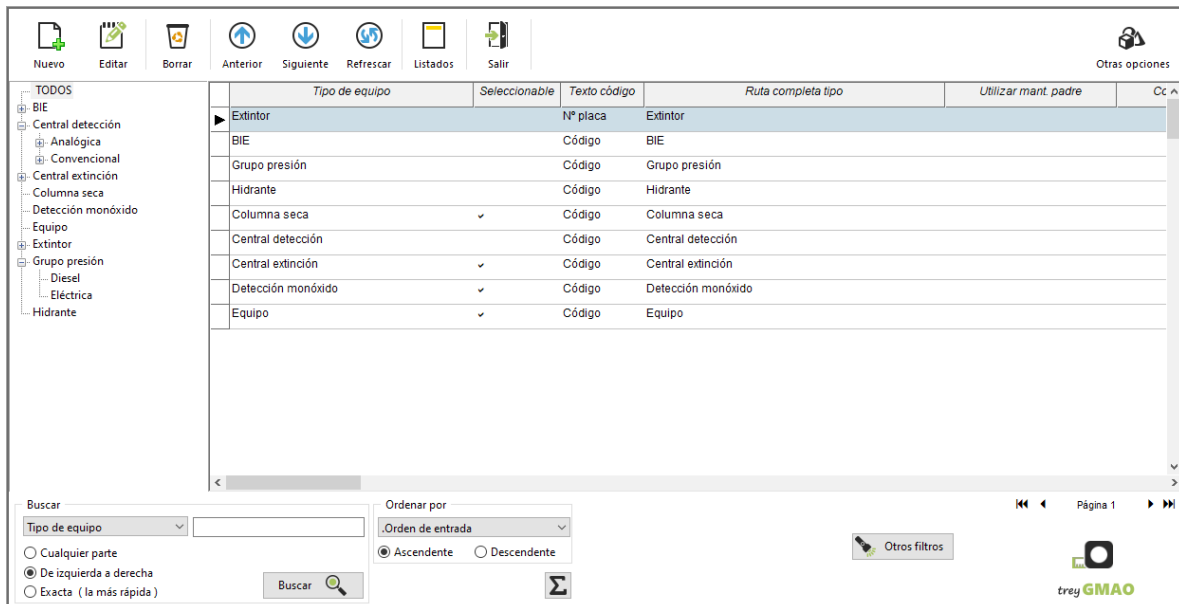 Nuevo Editar Borrar Anterior Siguiente Refrescar Listados Salir Otras opciones
TODOS
BIE
Central detección
Analógica
Convencional
Central extinción
Columna seca
Detección monóxido
Equipo
Extintor
Grupo presión
Diesel
Eléctrica
Hidrante
Tipo de equipo Seleccionable Texto código Ruta completa tipo Utilizar mant. padre
Extintor Nº placa Extintor
BIE Código BIE
Grupo presión Código Grupo presión
Hidrante Código Hidrante
Columna seca Código Columna seca
Central detección Código Central detección
Central extinción Código Central extinción
Detección monóxido Código Detección monóxido
Equipo Código Equipo
Buscar
Tipo de equipo
Cualquier parte
De izquierda a derecha
Exacta ( la más rápida )
Buscar
Ordenar por
.Orden de entrada
Ascendente Descendente
Σ
Otros filtros
Página 1
trey GMAO